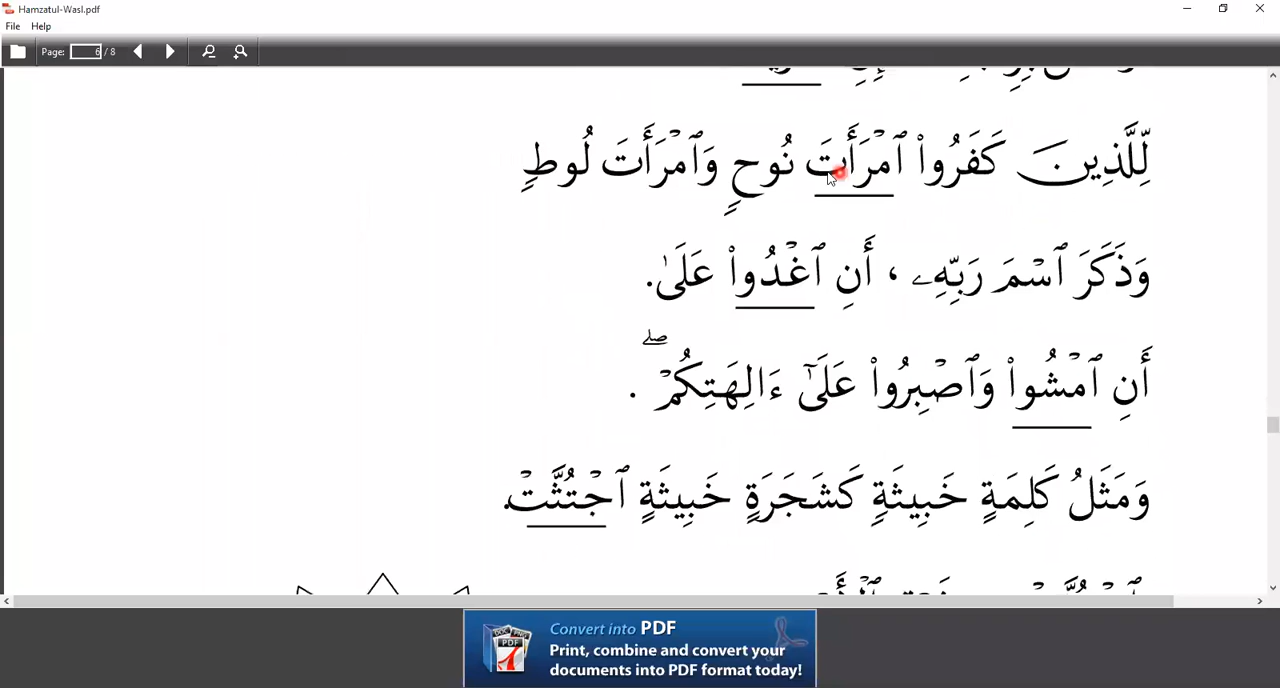 Hamzatul-Wasl.pdf
File Help
Page: 6 / 8
لِّلَّذِينَ كَفَرُوا۟ ٱمْرَأَتَ نُوحٍ وَٱمْرَأَتَ لُوطٍ
وَذَكَرَ ٱسْمَ رَبِّهِۦ ، أَنِ ٱغْدُوا۟ عَلَىٰ.
أَنِ ٱمْشُوا۟ وَٱصْبِرُوا۟ عَلَىٰٓ ءَالِهَتِكُمْ ۖ .
وَمَثَلُ كَلِمَةٍ خَبِيثَةٍ كَشَجَرَةٍ خَبِيثَةٍ ٱجْتُثَّتْ.
Convert into PDF
Print, combine and convert your
documents into PDF format today!